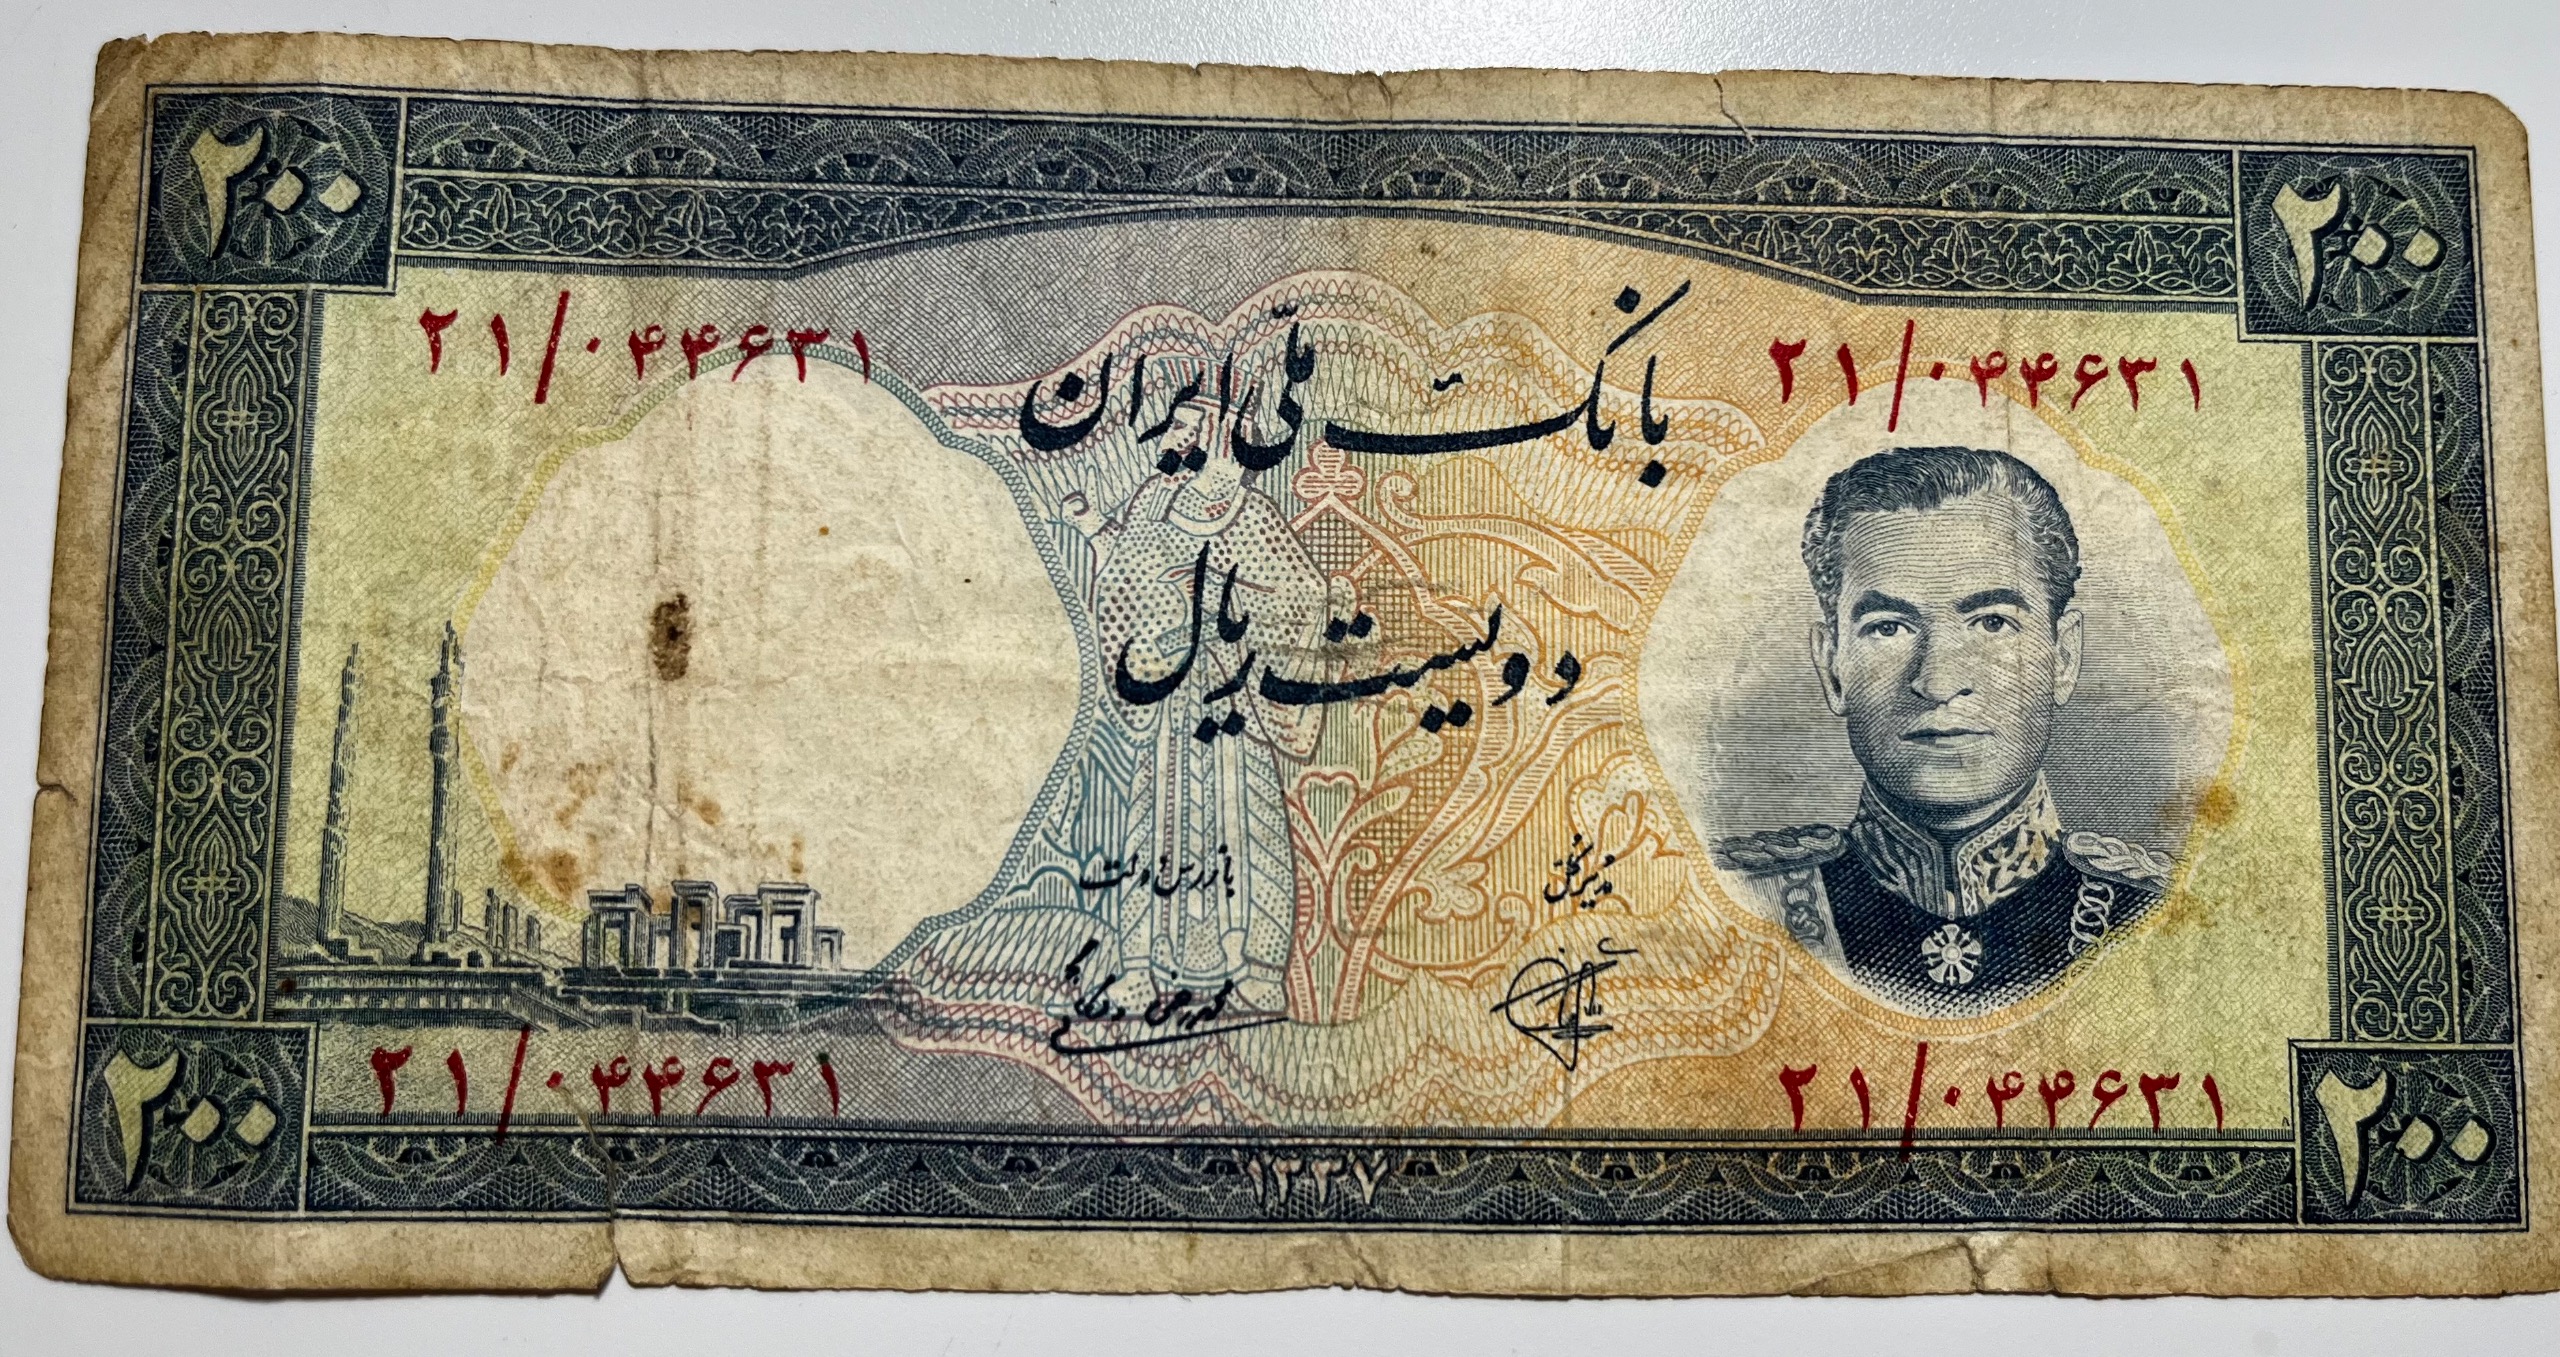 ۲۰۰
۲۰۰
۲۱/۰۴۴۶۳۱
۲۱/۰۴۴۶۳۱
بانک ملّی ایران
دویست ریال
مدیر کل
بازرس دولت
۲۱/۰۴۴۶۳۱
۲۱/۰۴۴۶۳۱
۲۰۰
۲۰۰
۱۳۳۷